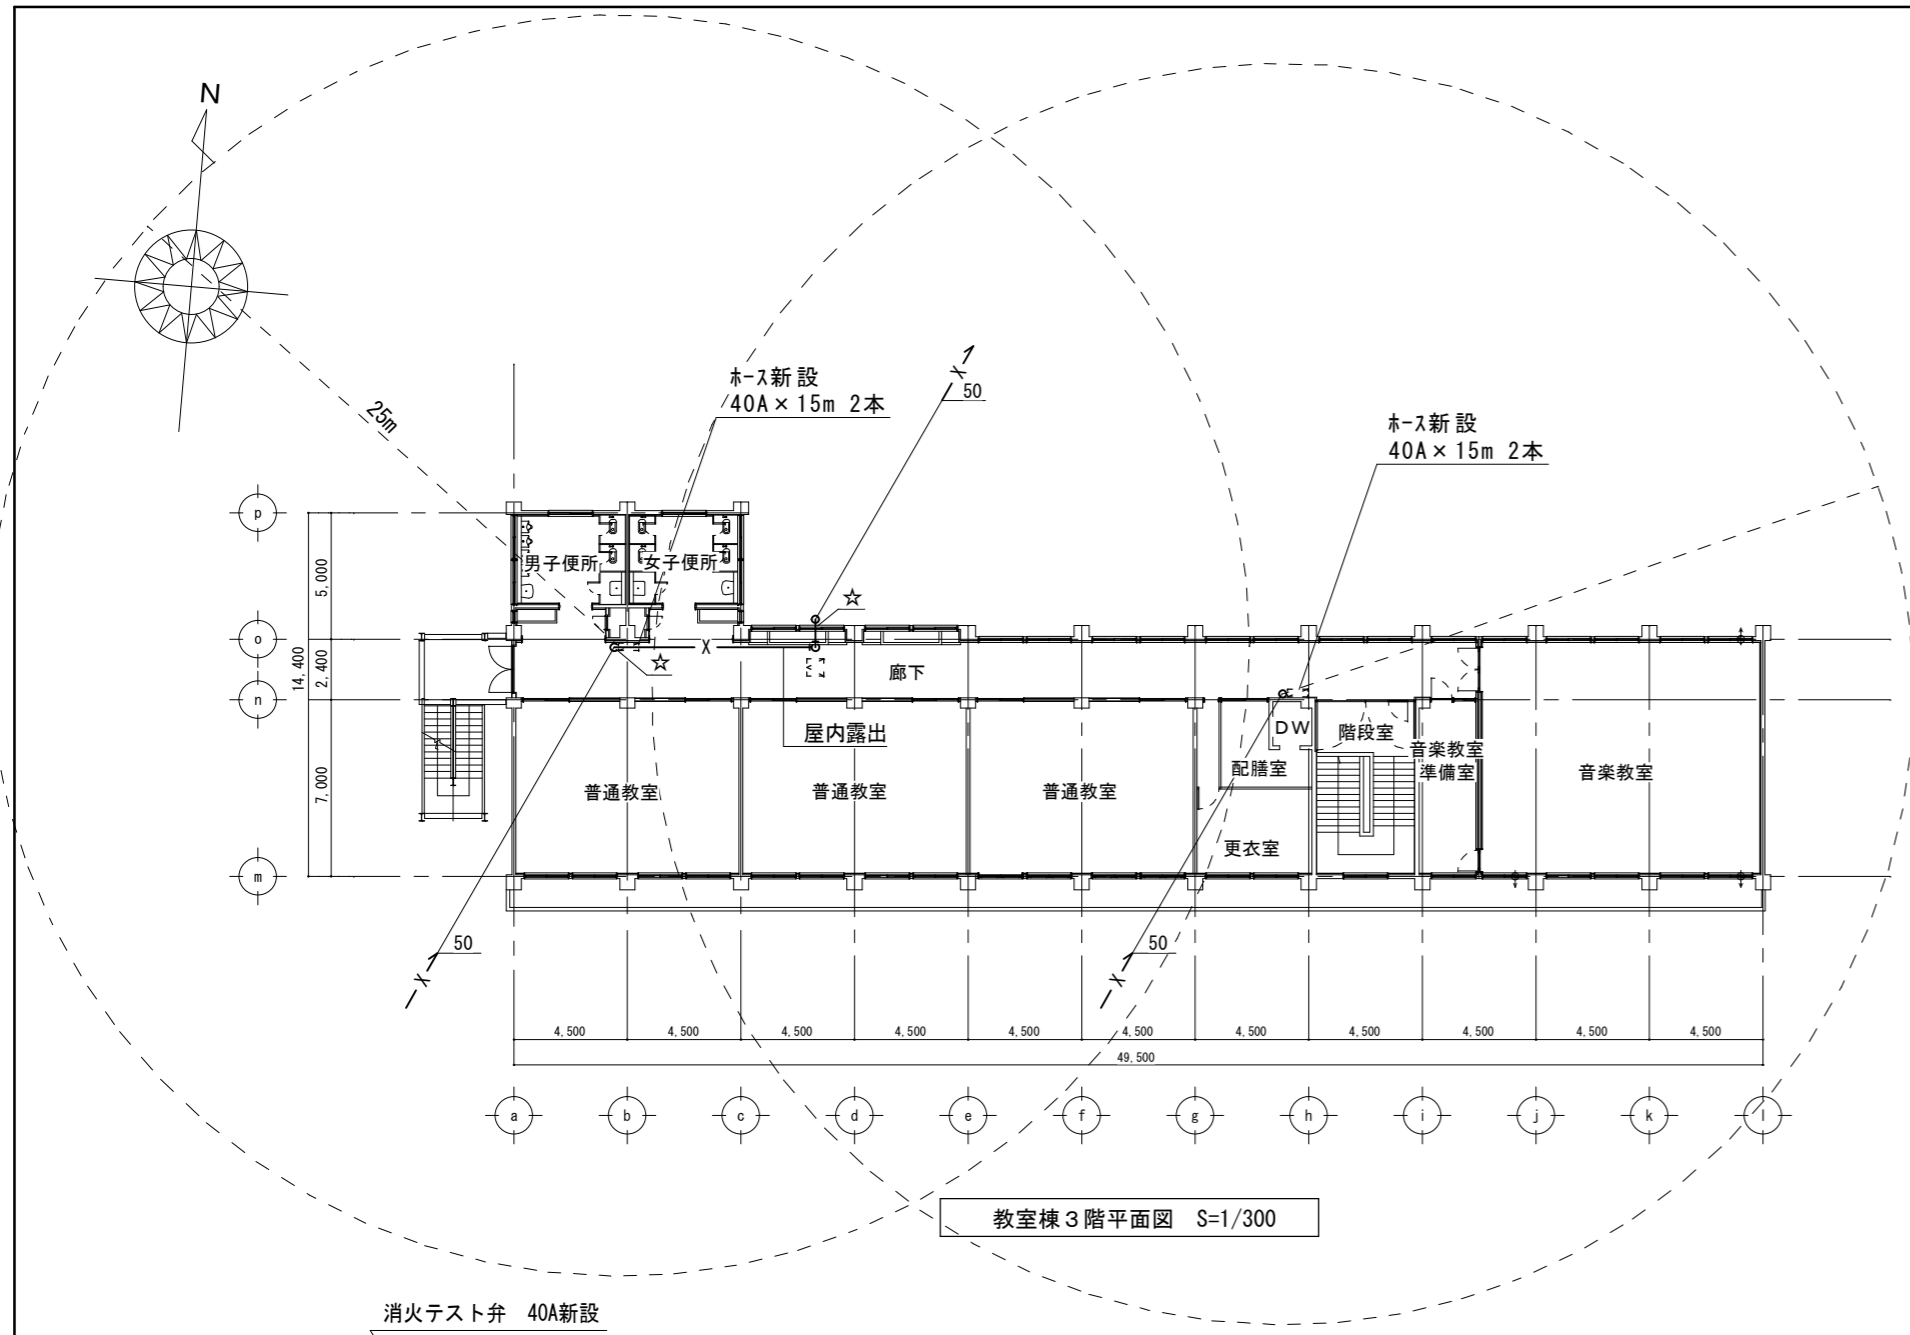 N
25m
ホース新設
40A×15m 2本
X
50
ホース新設
40A×15m 2本
p
o
n
m
5,000
2,400
7,000
14,400
男子便所
女子便所
☆
☆
X
廊下
屋内露出
DW
配膳室
階段室
音楽教室
準備室
音楽教室
普通教室
普通教室
普通教室
更衣室
50
X
50
X
4,500
4,500
4,500
4,500
4,500
4,500
4,500
4,500
4,500
4,500
4,500
49,500
a
b
c
d
e
f
g
h
i
j
k
l
教室棟3階平面図 S=1/300
消火テスト弁 40A新設